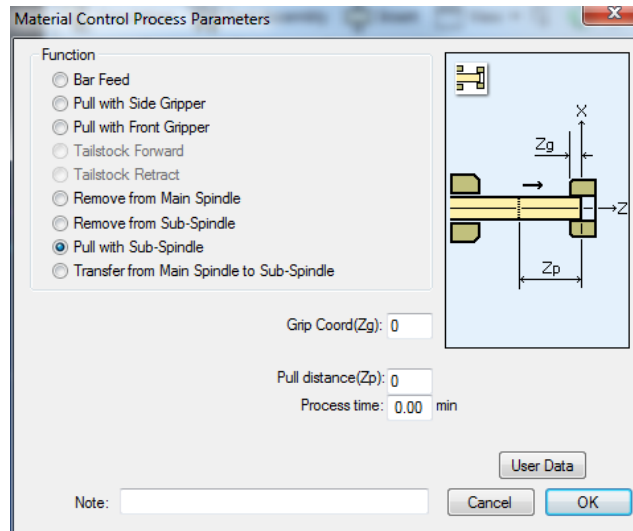 Material Control Process Parameters
Function
Bar Feed
Pull with Side Gripper
Pull with Front Gripper
Tailstock Forward
Tailstock Retract
Remove from Main Spindle
Remove from Sub-Spindle
Pull with Sub-Spindle
Transfer from Main Spindle to Sub-Spindle
X
Zg
Z
Zp
Grip Coord(Zg): 0
Pull distance(Zp): 0
Process time: 0.00 min
User Data
Note:
Cancel
OK